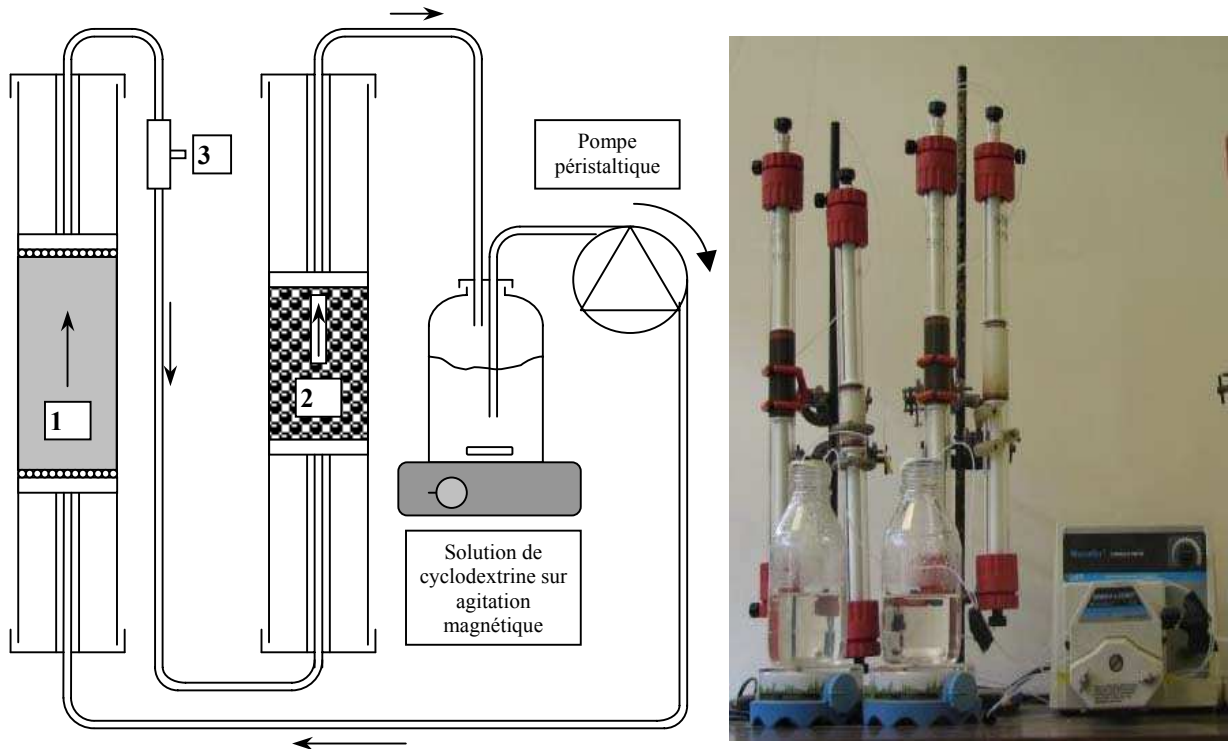 3
Pompe
péristaltique
1
2
Solution de
cyclodextrine sur
agitation
magnétique